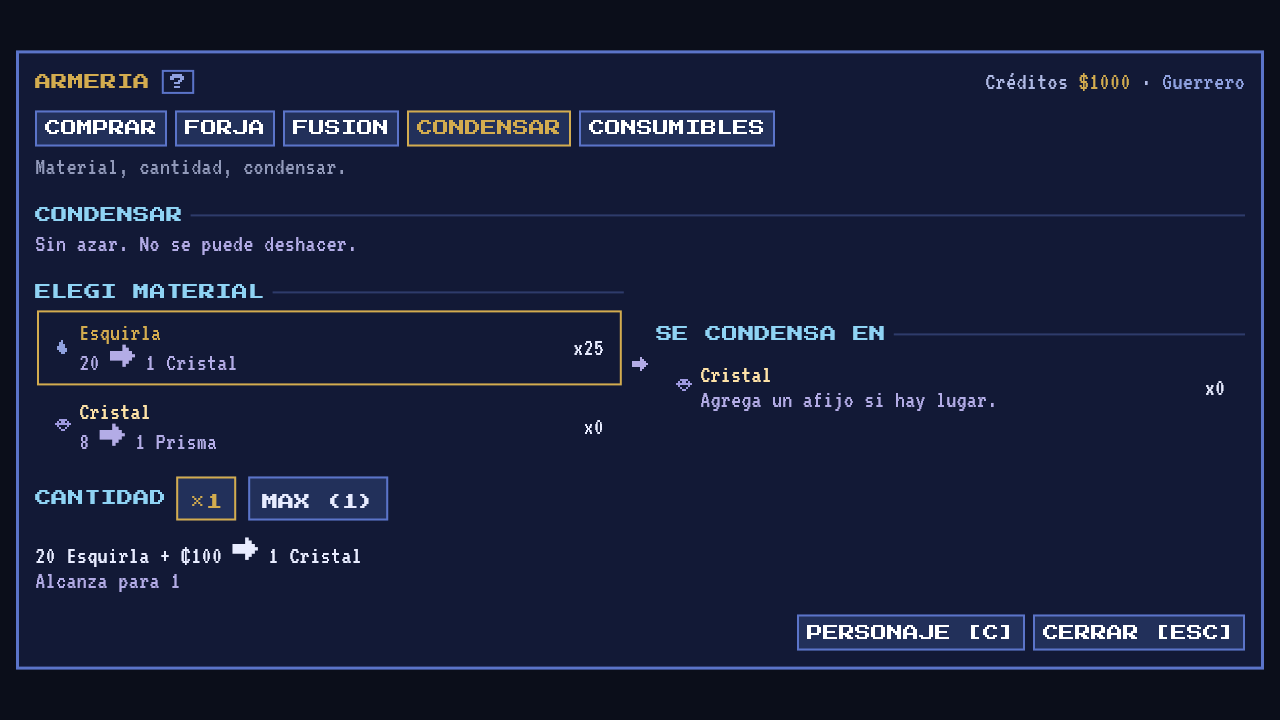 ARMERIA ?
Créditos $1000 · Guerrero
COMPRAR FORJA FUSION CONDENSAR CONSUMIBLES
Material, cantidad, condensar.
CONDENSAR
Sin azar. No se puede deshacer.
ELEGI MATERIAL
Esquirla
20 → 1 Cristal
x25
Cristal
8 → 1 Prisma
x0
SE CONDENSA EN
Cristal
Agrega un afijo si hay lugar.
x0
CANTIDAD ×1 MAX (1)
20 Esquirla + ₡100 → 1 Cristal
Alcanza para 1
PERSONAJE [C] CERRAR [ESC]